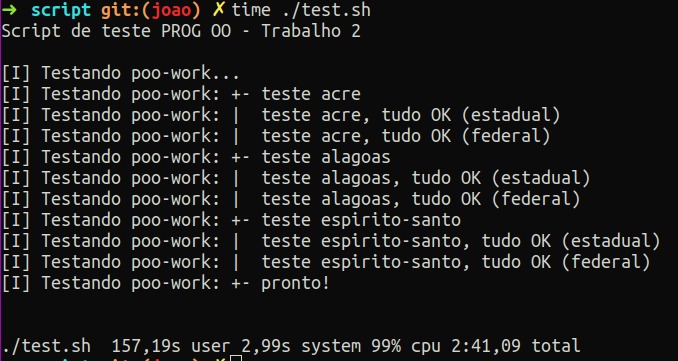 ➜ script git:(joao) ✗ time ./test.sh
Script de teste PROG OO - Trabalho 2
[I] Testando poo-work...
[I] Testando poo-work: +- teste acre
[I] Testando poo-work: |  teste acre, tudo OK (estadual)
[I] Testando poo-work: |  teste acre, tudo OK (federal)
[I] Testando poo-work: +- teste alagoas
[I] Testando poo-work: |  teste alagoas, tudo OK (estadual)
[I] Testando poo-work: |  teste alagoas, tudo OK (federal)
[I] Testando poo-work: +- teste espirito-santo
[I] Testando poo-work: |  teste espirito-santo, tudo OK (estadual)
[I] Testando poo-work: |  teste espirito-santo, tudo OK (federal)
[I] Testando poo-work: +- pronto!
./test.sh  157,19s user 2,99s system 99% cpu 2:41,09 total